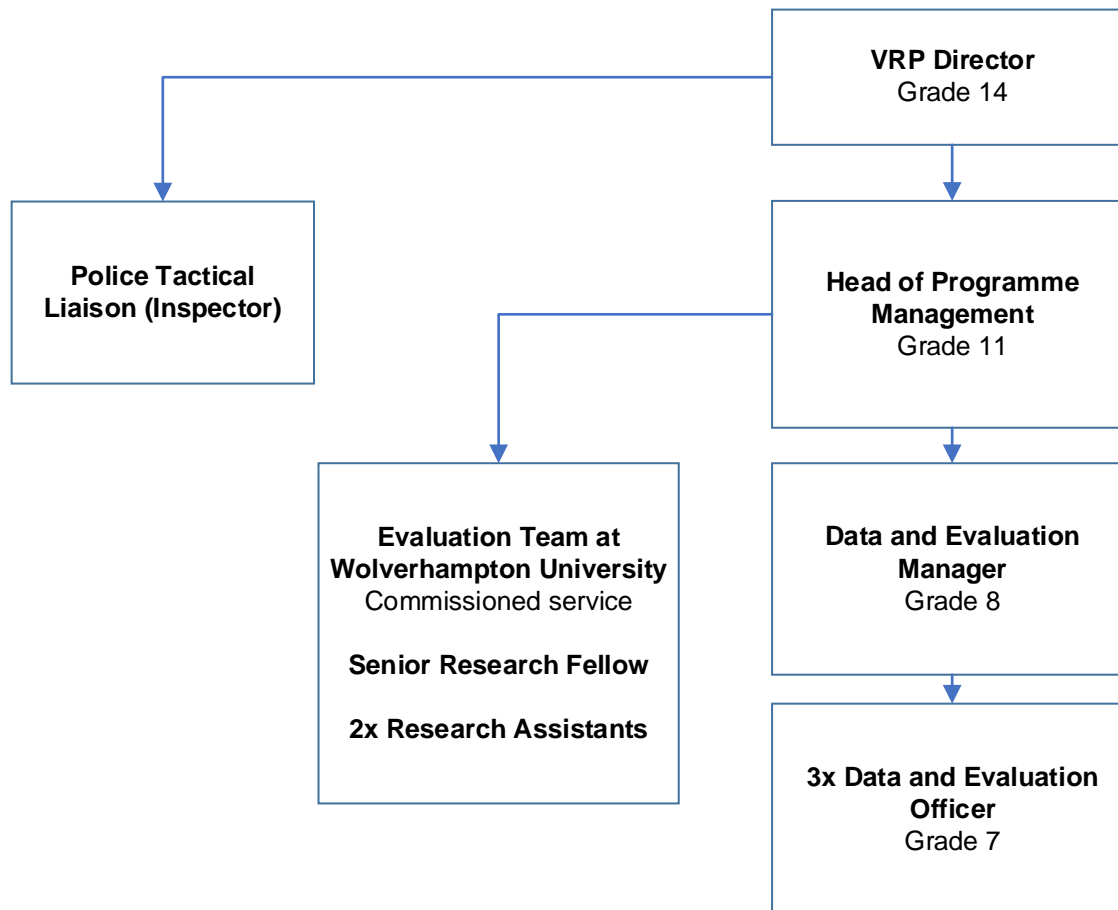 VRP Director
Grade 14
Police Tactical
Liaison (Inspector)
Head of Programme
Management
Grade 11
Evaluation Team at
Wolverhampton University
Commissioned service
Senior Research Fellow
2x Research Assistants
Data and Evaluation
Manager
Grade 8
3x Data and Evaluation
Officer
Grade 7